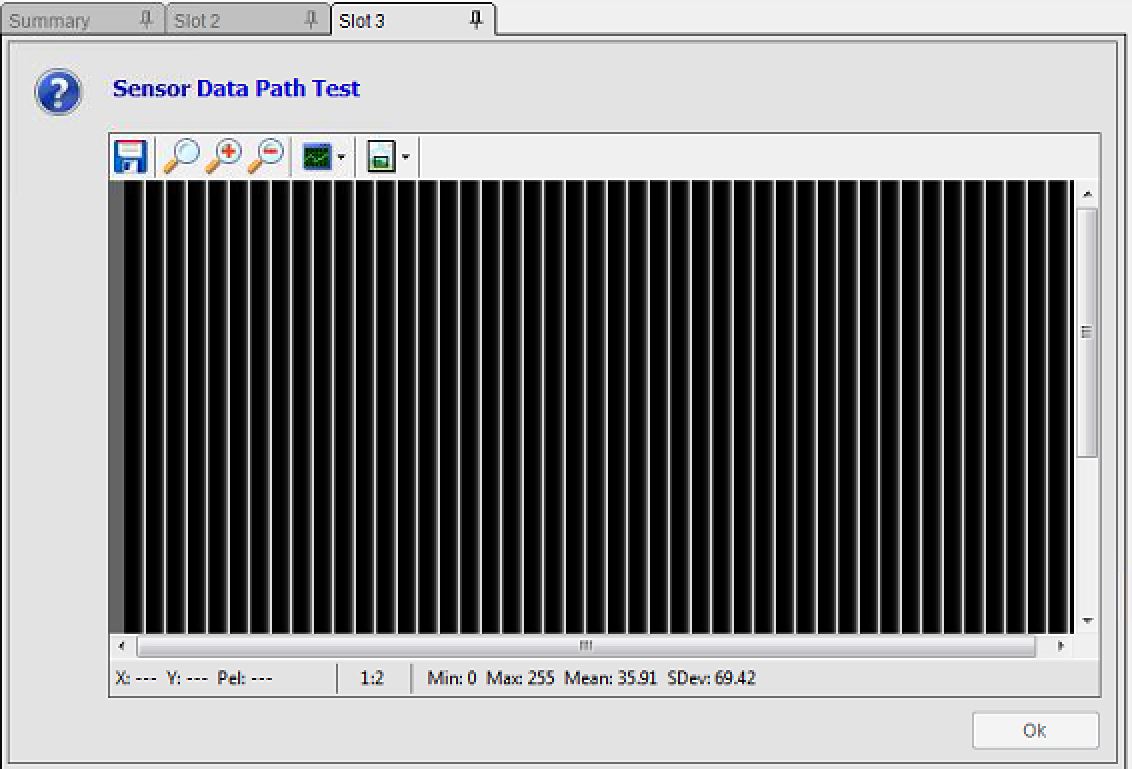 Summary Slot 2 Slot 3
Sensor Data Path Test
X: --- Y: --- Pel: --- 1:2 Min: 0 Max: 255 Mean: 35.91 SDev: 69.42
Ok